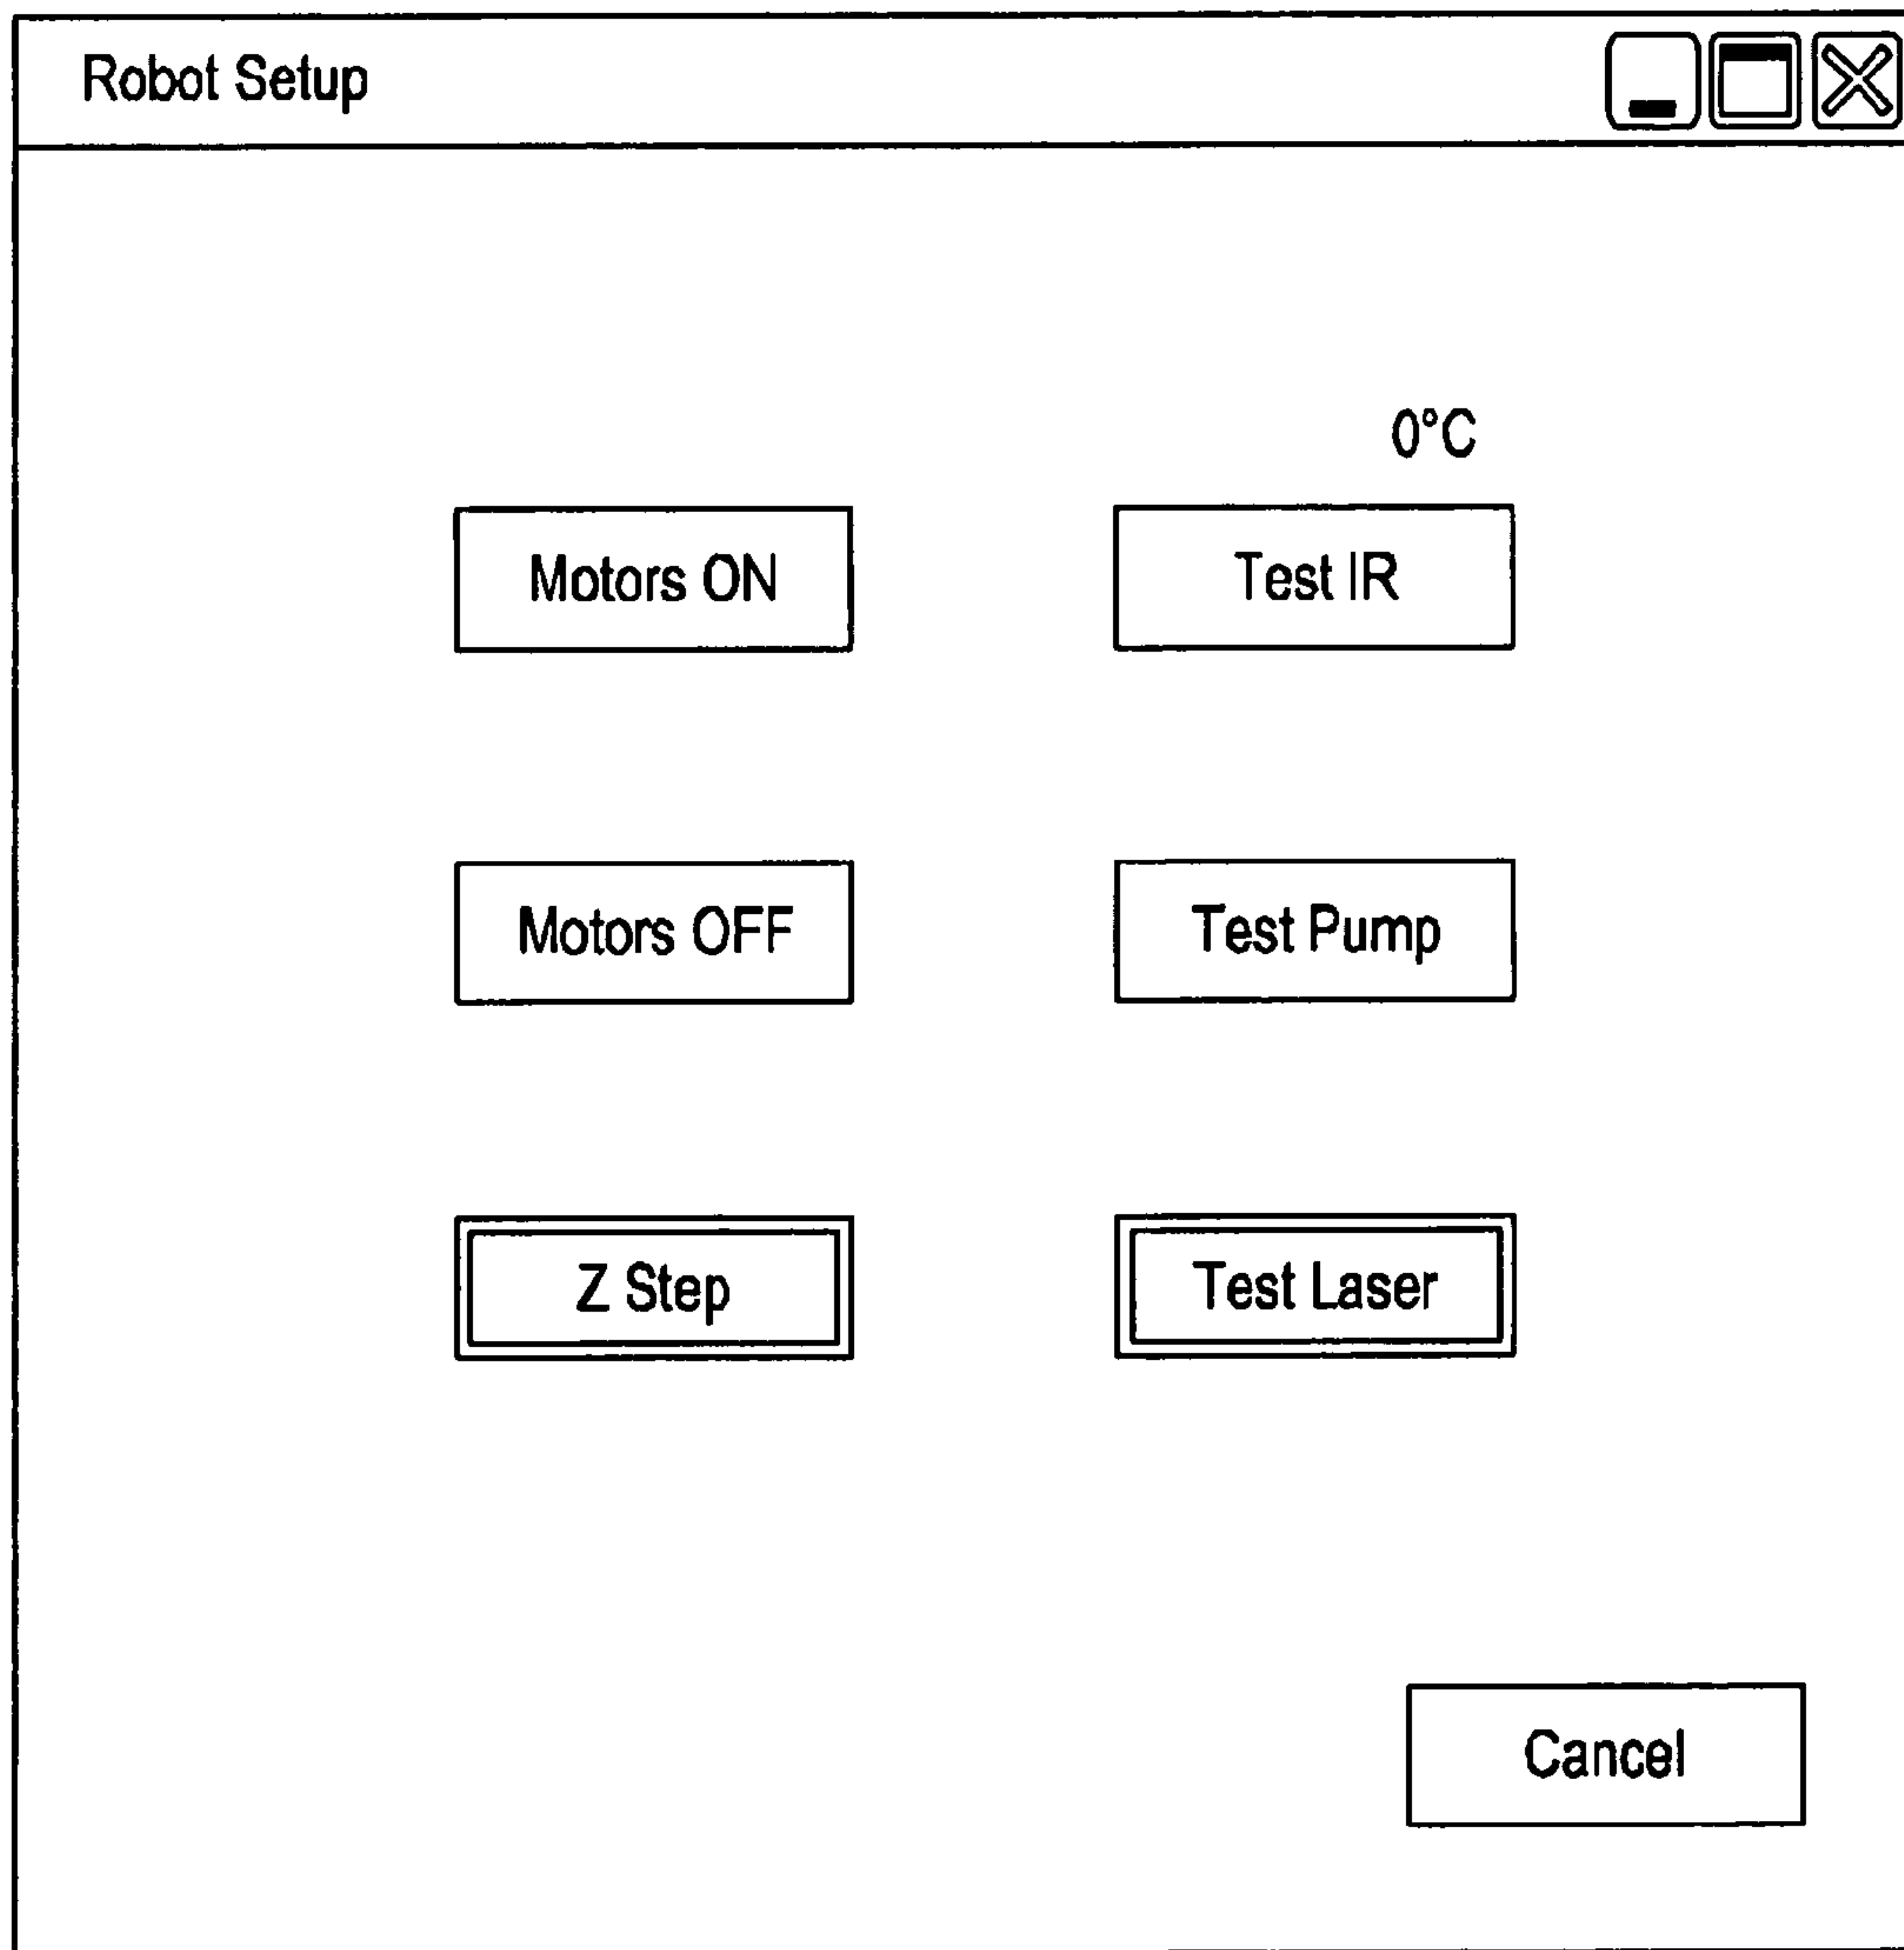 Robot Setup
0°C
Motors ON
Test IR
Motors OFF
Test Pump
Z Step
Test Laser
Cancel